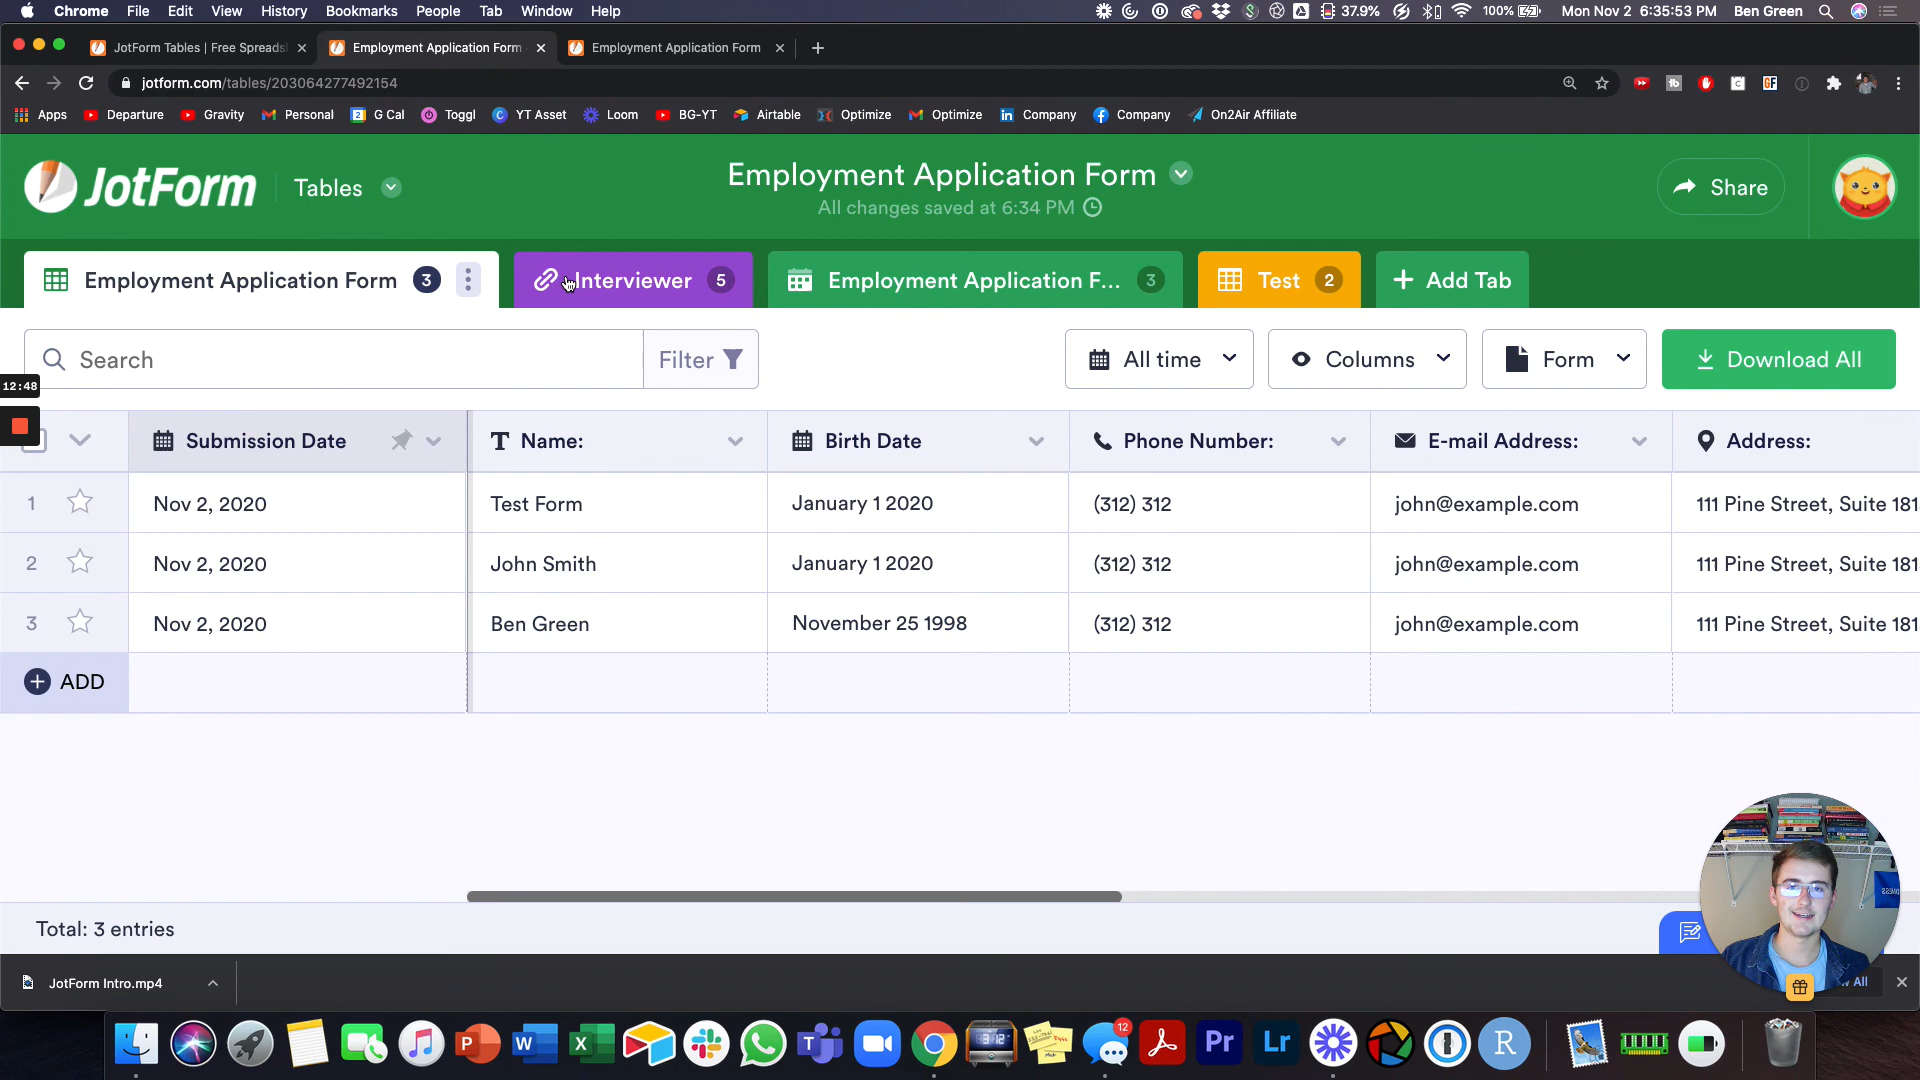 Chrome File Edit View History Bookmarks People Tab Window Help
37.9% 100% Mon Nov 2 6:35:53 PM Ben Green
JotForm Tables | Free Spreads
Employment Application Form
Employment Application Form
jotform.com/tables/203064277492154
Apps Departure Gravity Personal G Cal Toggl YT Asset Loom BG-YT Airtable Optimize Optimize Company Company On2Air Affiliate
JotForm Tables
Employment Application Form
All changes saved at 6:34 PM
Share
Employment Application Form 3
Interviewer 5
Employment Application F... 3
Test 2
+ Add Tab
Search
Filter
All time
Columns
Form
Download All
12:48
Submission Date Name: Birth Date Phone Number: E-mail Address: Address:
1 Nov 2, 2020 Test Form January 1 2020 (312) 312 john@example.com 111 Pine Street, Suite 181
2 Nov 2, 2020 John Smith January 1 2020 (312) 312 john@example.com 111 Pine Street, Suite 181
3 Nov 2, 2020 Ben Green November 25 1998 (312) 312 john@example.com 111 Pine Street, Suite 181
ADD
Total: 3 entries
JotForm Intro.mp4
All
12